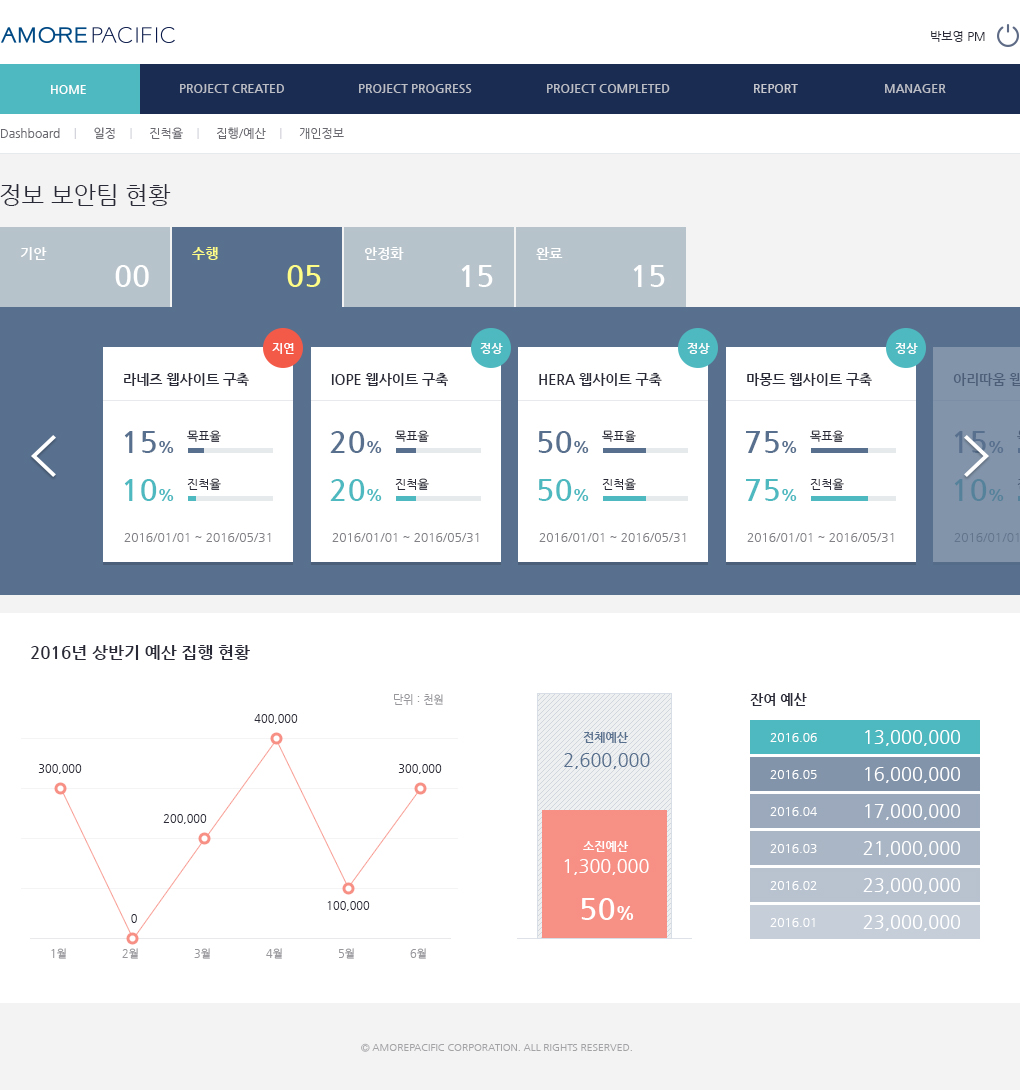 AMOREPACIFIC
박보영 PM
HOME PROJECT CREATED PROJECT PROGRESS PROJECT COMPLETED REPORT MANAGER
Dashboard | 일정 | 진척율 | 집행/예산 | 개인정보
정보 보안팀 현황
기안 00
수행 05
안정화 15
완료 15
지연
라네즈 웹사이트 구축
15% 목표율
10% 진척율
2016/01/01 ~ 2016/05/31
정상
IOPE 웹사이트 구축
20% 목표율
20% 진척율
2016/01/01 ~ 2016/05/31
정상
HERA 웹사이트 구축
50% 목표율
50% 진척율
2016/01/01 ~ 2016/05/31
정상
마몽드 웹사이트 구축
75% 목표율
75% 진척율
2016/01/01 ~ 2016/05/31
아리따움
15%
10%
2016/01/01
2016년 상반기 예산 집행 현황
단위 : 천원
400,000
300,000
300,000
200,000
100,000
0
1월 2월 3월 4월 5월 6월
전체예산
2,600,000
소진예산
1,300,000
50%
잔여 예산
2016.06 13,000,000
2016.05 16,000,000
2016.04 17,000,000
2016.03 21,000,000
2016.02 23,000,000
2016.01 23,000,000
© AMOREPACIFIC CORPORATION. ALL RIGHTS RESERVED.